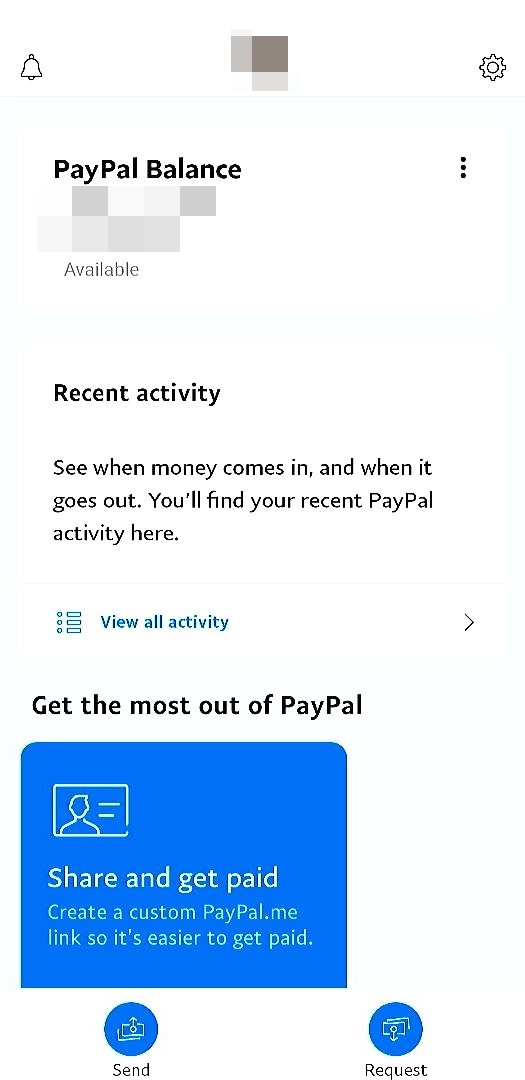 PayPal Balance
Available
Recent activity
See when money comes in, and when it
goes out. You'll find your recent PayPal
activity here.
View all activity
Get the most out of PayPal
Share and get paid
Create a custom PayPal.me
link so it's easier to get paid.
Send
Request